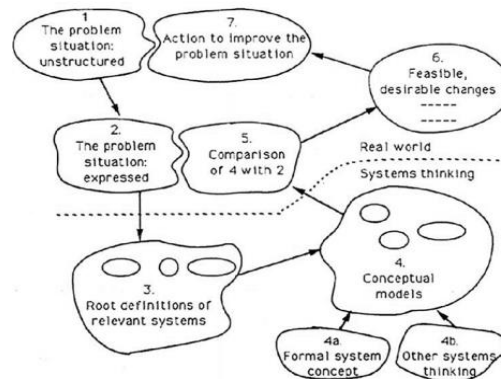 1
The problem
situation:
unstructured
7.
Action to improve the
problem situation
6.
Feasible,
desirable changes
2.
The problem
situation:
expressed
5.
Comparison
of 4 with 2
Real world
Systems thinking
3.
Root definitions of
relevant systems
4.
Conceptual
models
4a.
Formal system
concept
4b.
Other systems
thinking